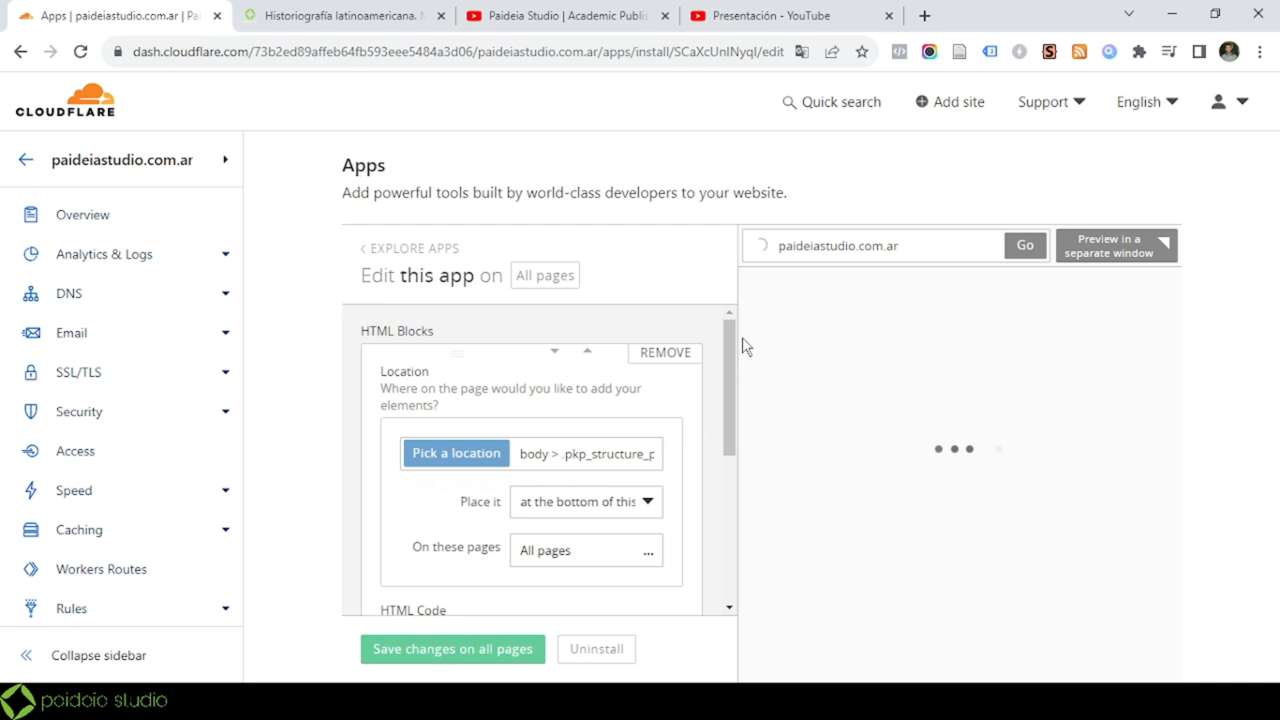 Apps | paideiastudio.com.ar | Pa
Historiografía latinoamericana. M
Paideia Studio | Academic Publis
Presentación - YouTube
dash.cloudflare.com/73b2ed89affeb64fb593eee5484a3d06/paideiastudio.com.ar/apps/install/SCaXcUnINyqI/edit
CLOUDFLARE
Quick search
Add site
Support
English
paideiastudio.com.ar
Overview
Analytics & Logs
DNS
Email
SSL/TLS
Security
Access
Speed
Caching
Workers Routes
Rules
Collapse sidebar
Apps
Add powerful tools built by world-class developers to your website.
EXPLORE APPS
Edit this app on All pages
paideiastudio.com.ar
Go
Preview in a
separate window
HTML Blocks
REMOVE
Location
Where on the page would you like to add your
elements?
Pick a location
body > .pkp_structure_p
Place it
at the bottom of this
On these pages
All pages
...
HTML Code
Save changes on all pages
Uninstall
paideia studio